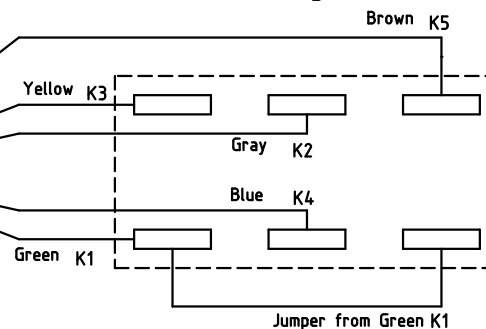 Brown K5
Yellow K3
Gray K2
Blue K4
Green K1
Jumper from Green K1